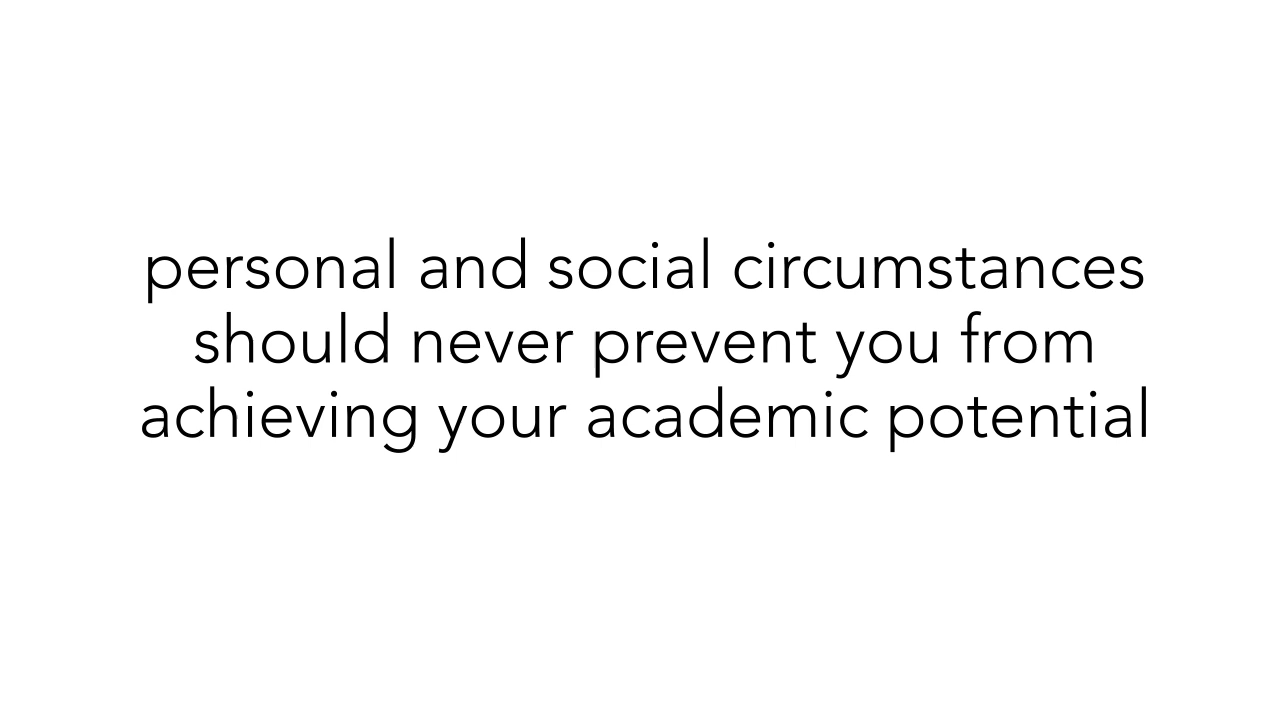 personal and social circumstances
should never prevent you from
achieving your academic potential